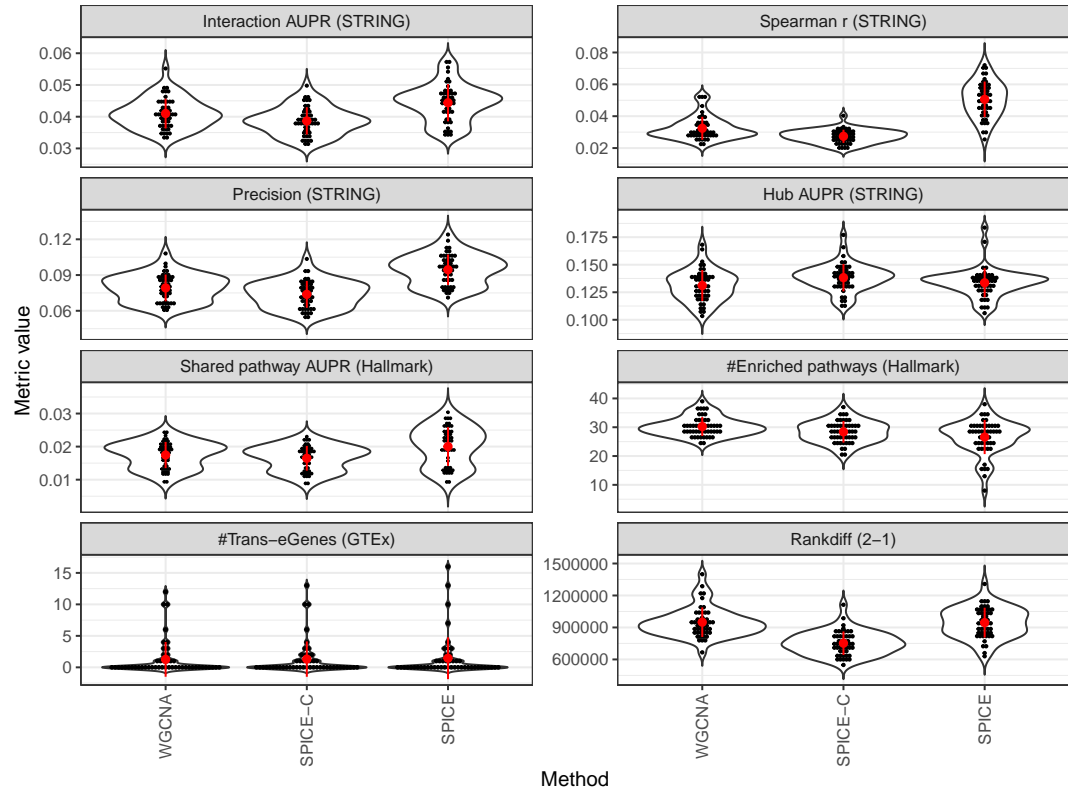 Interaction AUPR (STRING)
Spearman r (STRING)
0.06
0.05
0.04
0.03
0.08
0.06
0.04
0.02
Precision (STRING)
Hub AUPR (STRING)
0.12
0.09
0.06
0.175
0.150
0.125
0.100
Metric value
Shared pathway AUPR (Hallmark)
#Enriched pathways (Hallmark)
0.03
0.02
0.01
40
30
20
10
#Trans−eGenes (GTEx)
Rankdiff (2−1)
15
10
5
0
1500000
1200000
900000
600000
WGCNA
SPICE−C
SPICE
WGCNA
SPICE−C
SPICE
Method